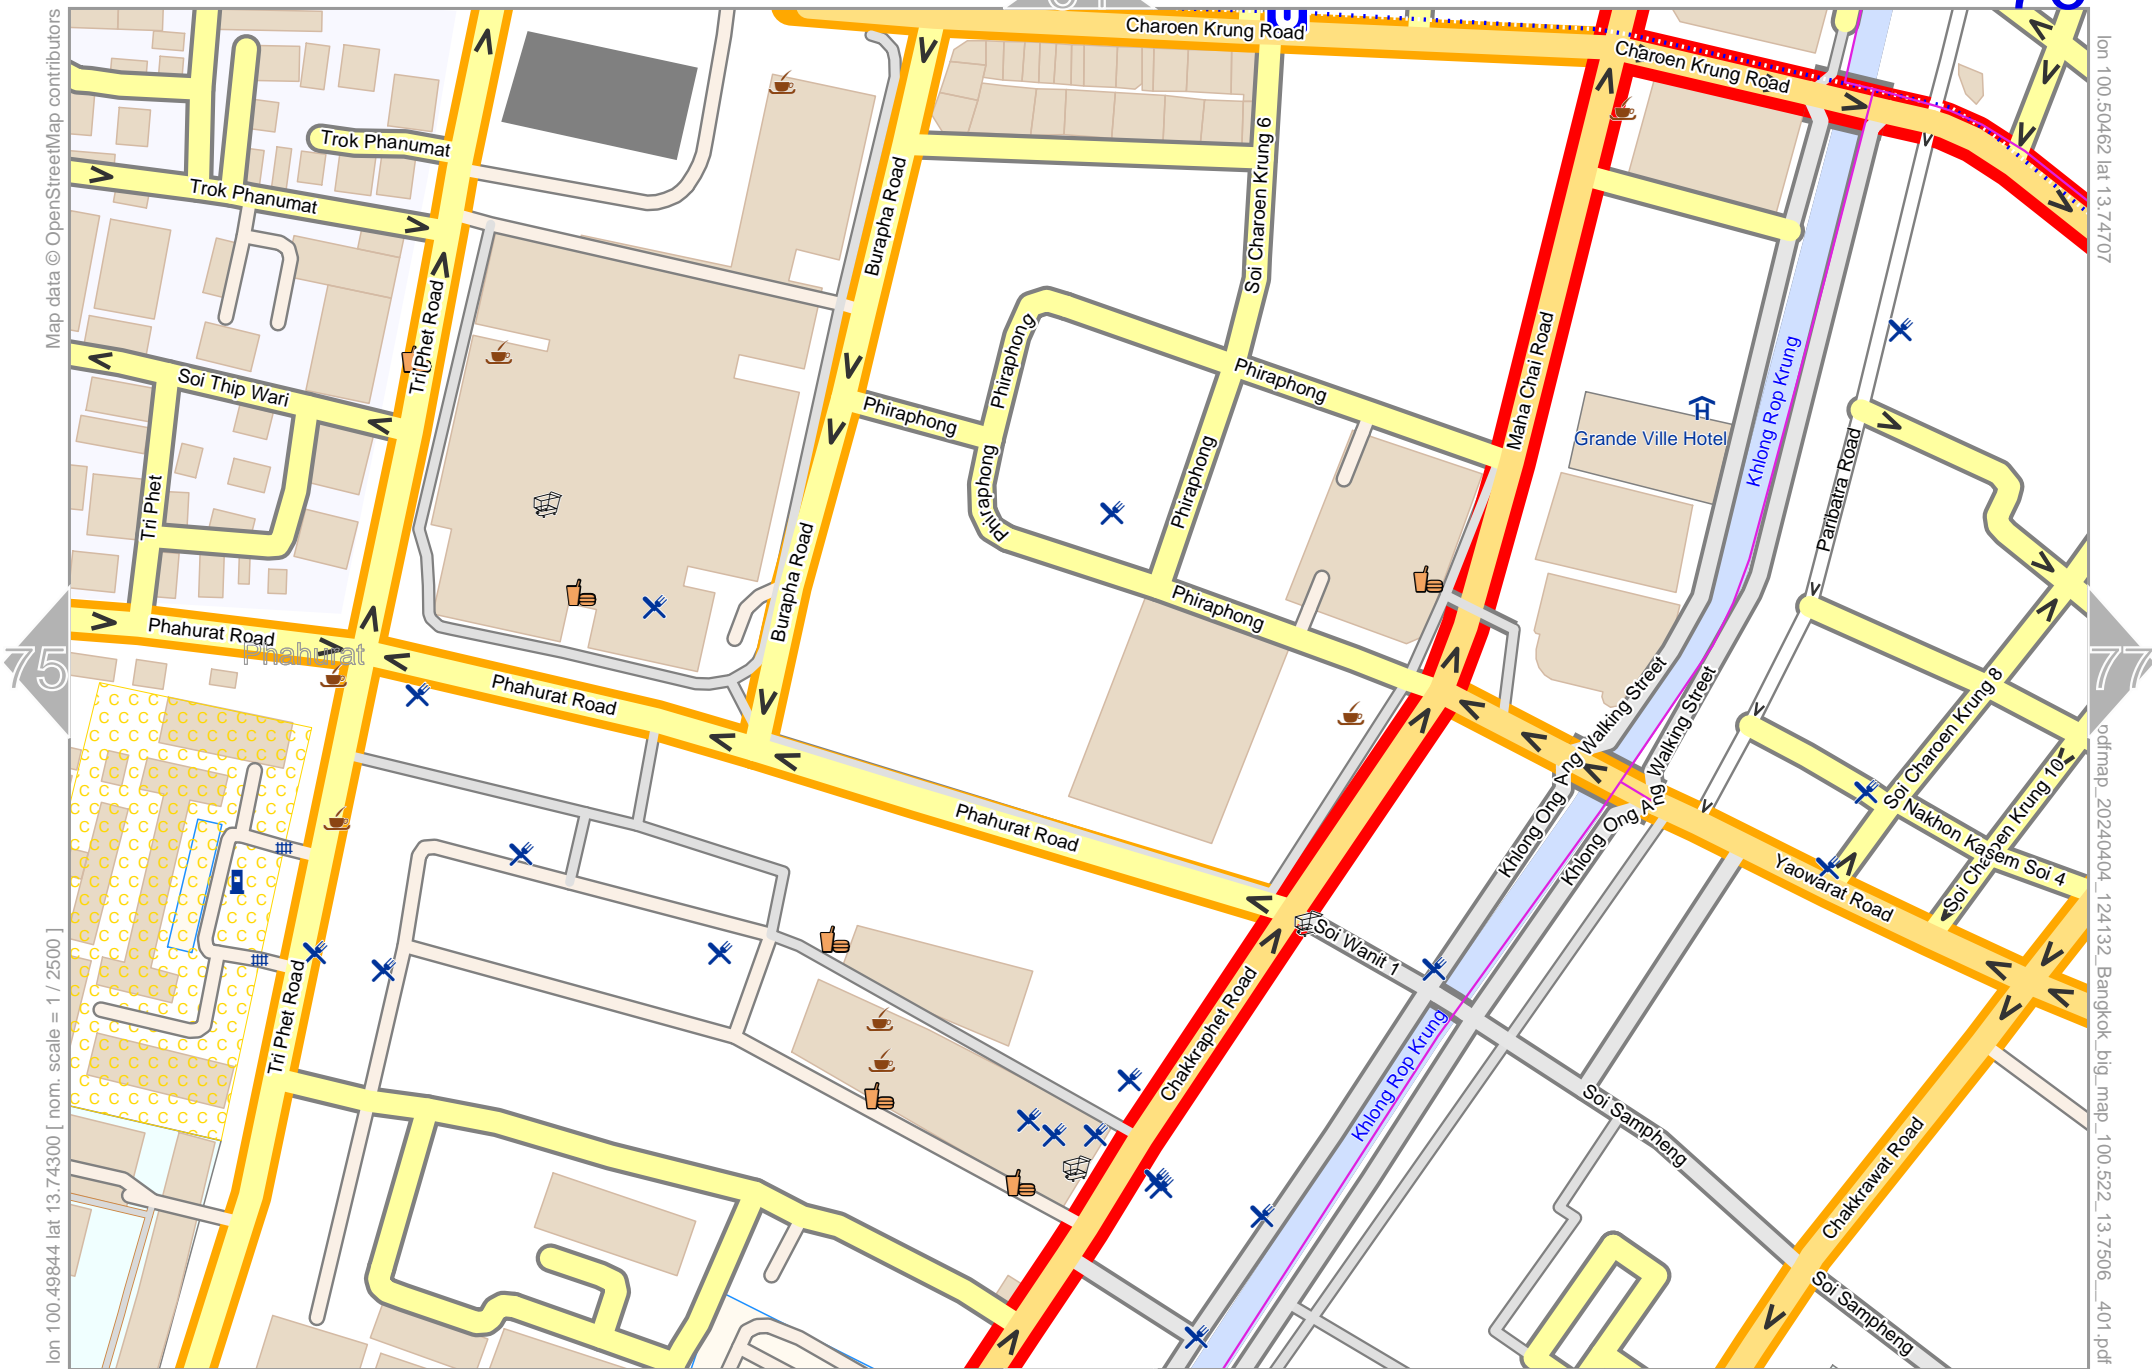 Charoen Krung Road
Charoen Krung Road
Trok Phanumat
Trok Phanumat
Burapha Road
Soi Charoen Krung 6
Tri Phet Road
Soi Thip Wari
Phiraphong
Phiraphong
Phiraphong
Phiraphong
Phiraphong
Phiraphong
Phiraphong
Maha Chai Road
Grande Ville Hotel
Khlong Rop Krung
Paribatra Road
Tri Phet
Burapha Road
Phahurat Road
Phahurat
75
77
Phahurat Road
Phahurat Road
Khlong Ong Ang Walking Street
Khlong Ong Ang Walking Street
Soi Charoen Krung 8
Soi Charoen Krung 10
Nakhon Kasem Soi 4
Yaowarat Road
Soi Wanit 1
Tri Phet Road
Chakkraphet Road
Khlong Rop Krung
Soi Sampheng
Chakkrawat Road
Soi Sampheng
Map data © OpenStreetMap contributors
lon 100.49844 lat 13.74300 [ nom. scale = 1 / 2500 ]
lon 100.50462 lat 13.74707
pdfmap_20240404_124132_Bangkok_big_map_100.522_13.7506__401.pdf